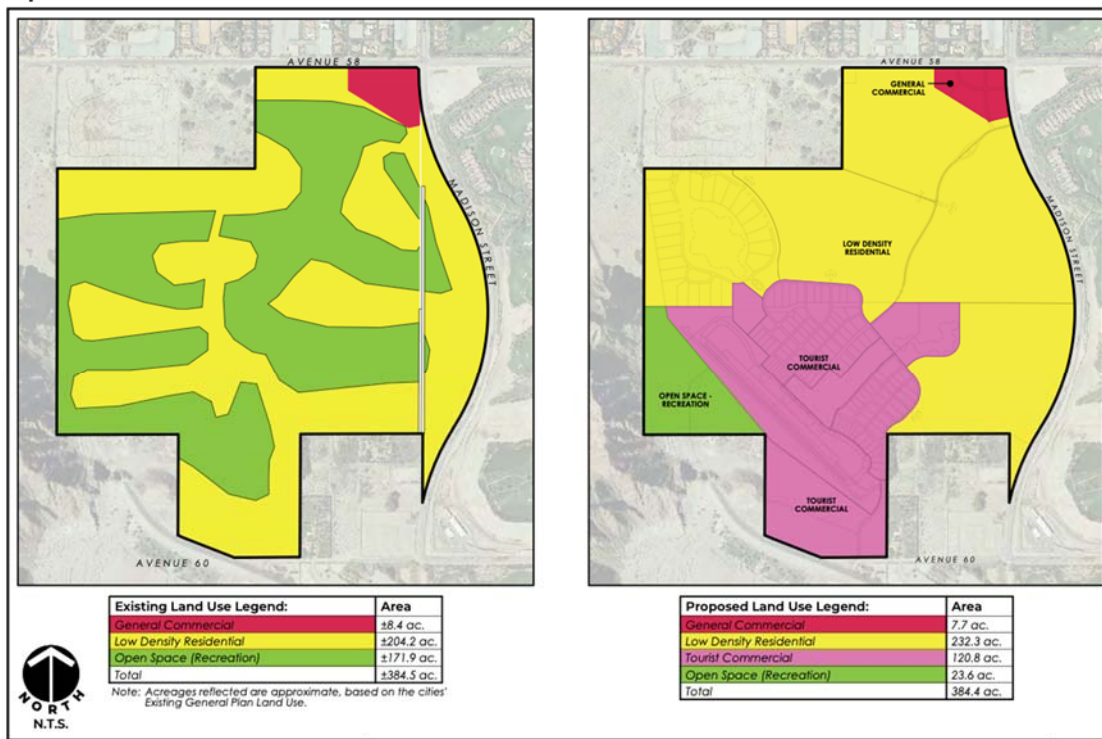 AVENUE 58
MADISON STREET
AVENUE 60
AVENUE 58
GENERAL
COMMERCIAL
MADISON STREET
LOW DENSITY
RESIDENTIAL
TOURIST
COMMERCIAL
OPEN SPACE -
RECREATION
TOURIST
COMMERCIAL
AVENUE 60
Existing Land Use Legend: Area
General Commercial ±8.4 ac.
Low Density Residential ±204.2 ac.
Open Space (Recreation) ±171.9 ac.
Total ±384.5 ac.
Note: Acreages reflected are approximate, based on the cities'
Existing General Plan Land Use.
NORTH
N.T.S.
Proposed Land Use Legend: Area
General Commercial 7.7 ac.
Low Density Residential 232.3 ac.
Tourist Commercial 120.8 ac.
Open Space (Recreation) 23.6 ac.
Total 384.4 ac.